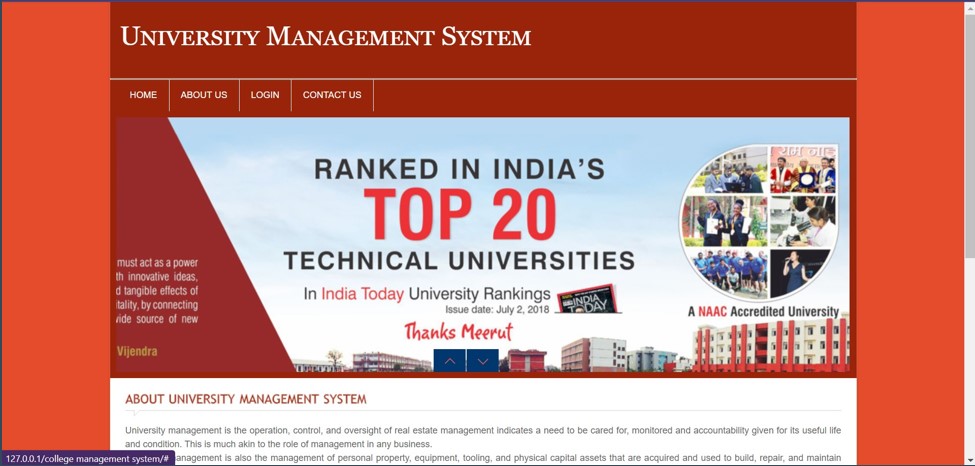 University Management System
HOME ABOUT US LOGIN CONTACT US
RANKED IN INDIA'S
TOP 20
TECHNICAL UNIVERSITIES
In India Today University Rankings
INDIA
TODAY
Issue date: July 2, 2018
Thanks Meerut
must act as a power
th innovative ideas,
d tangible effects of
itality, by connecting
vide source of new
Vijendra
A NAAC Accredited University
ABOUT UNIVERSITY MANAGEMENT SYSTEM
University management is the operation, control, and oversight of real estate management indicates a need to be cared for, monitored and accountability given for its useful life
and condition. This is much akin to the role of management in any business.
management is also the management of personal property, equipment, tooling, and physical capital assets that are acquired and used to build, repair, and maintain
127.0.0.1/college management system/#